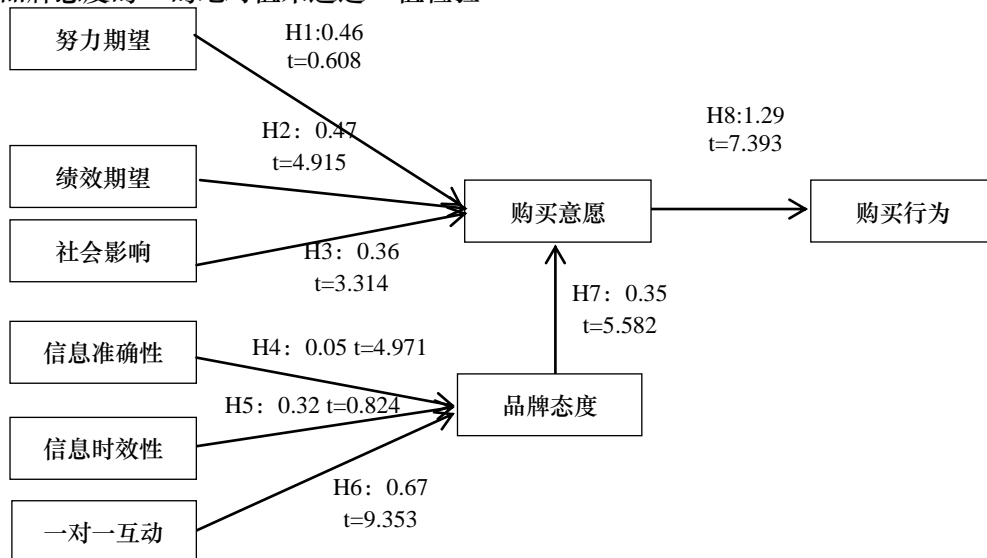 努力期望
H1:0.46
t=0.608
H2：0.47
t=4.915
H8:1.29
t=7.393
绩效期望
购买意愿
购买行为
社会影响
H3：0.36
t=3.314
H7：0.35
t=5.582
信息准确性
H4：0.05 t=4.971
品牌态度
H5：0.32 t=0.824
信息时效性
H6：0.67
t=9.353
一对一互动